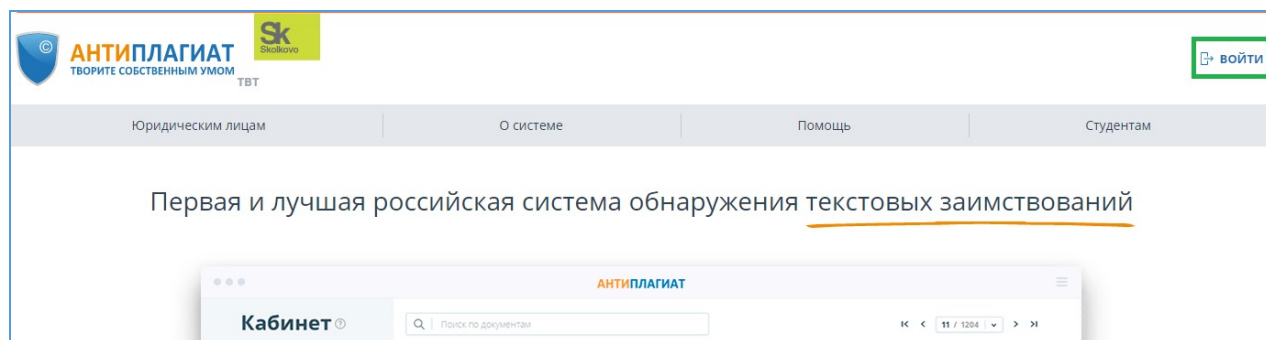 ©
АНТИПЛАГИАТ
ТВОРИТЕ СОБСТВЕННЫМ УМОМ
ТВТ
Sk
Skolkovo
ВОЙТИ
Юридическим лицам
О системе
Помощь
Студентам
Первая и лучшая российская система обнаружения текстовых заимствований
АНТИПЛАГИАТ
Кабинет ?
Поиск по документам
11 / 1204